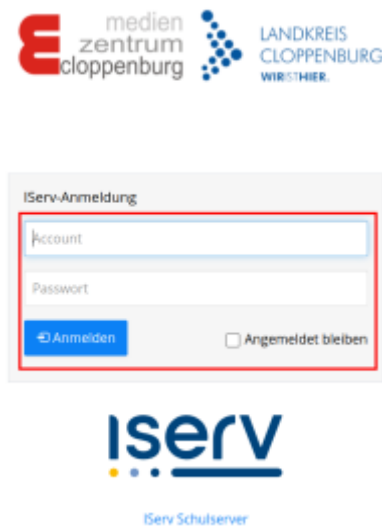 medien
zentrum
cloppenburg
LANDKREIS
CLOPPENBURG
WIRISTHIER.
IServ-Anmeldung
Account
Passwort
Anmelden
Angemeldet bleiben
IServ
IServ Schulserver